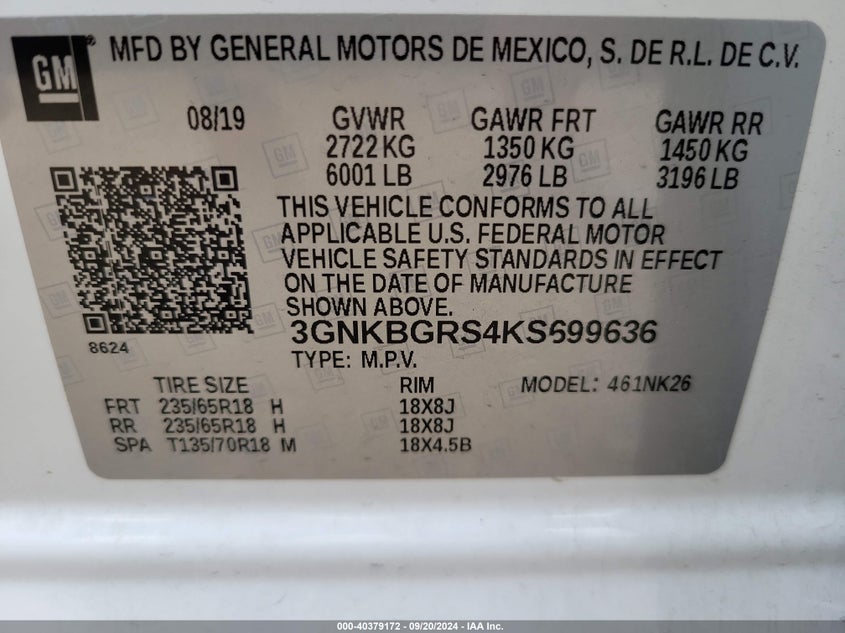 GM ® MFD BY GENERAL MOTORS DE MEXICO, S. DE R.L. DE C.V.
08/19 GVWR GAWR FRT GAWR RR
2722 KG 1350 KG 1450 KG
6001 LB 2976 LB 3196 LB
THIS VEHICLE CONFORMS TO ALL
APPLICABLE U.S. FEDERAL MOTOR
VEHICLE SAFETY STANDARDS IN EFFECT
ON THE DATE OF MANUFACTURE
SHOWN ABOVE.
3GNKBGRS4KS699636
8624
TYPE: M.P.V.
TIRE SIZE RIM MODEL: 461NK26
FRT 235/65R18 H 18X8J
RR 235/65R18 H 18X8J
SPA T135/70R18 M 18X4.5B
000-40379172 - 09/20/2024 - IAA Inc.